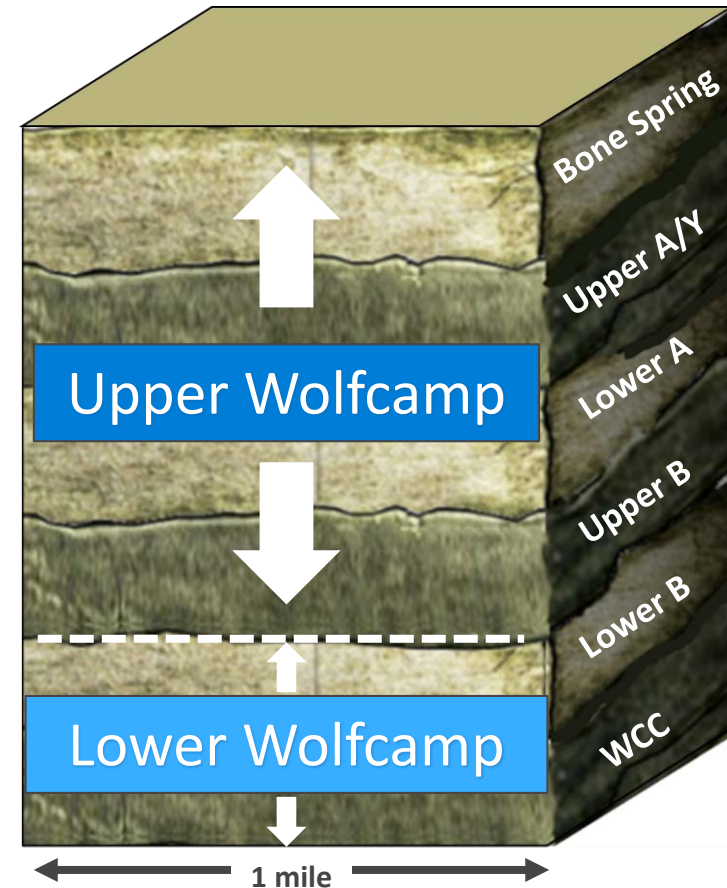 Bone Spring
Upper A/Y
Lower A
Upper Wolfcamp
Upper B
Lower B
Lower Wolfcamp
WCC
1 mile